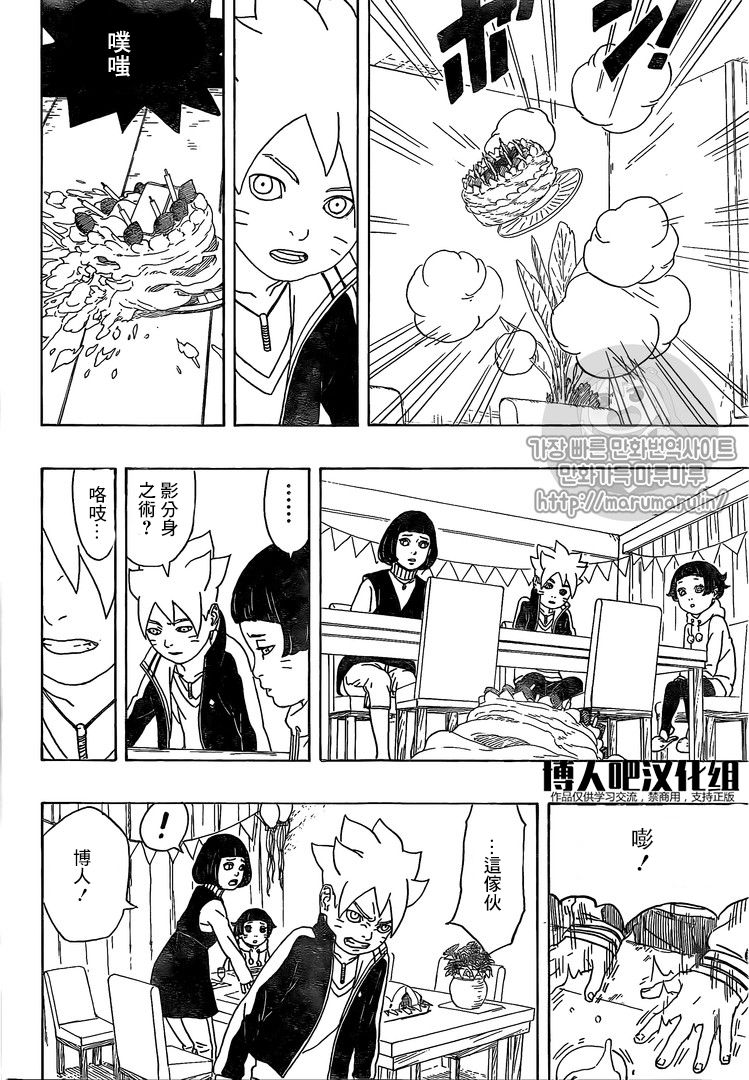 ボンッ!
噗嗤
가장 빠른 만화번역사이트
만화가득 마루마루
http://marumaru.in/
……
影分身
之術?
咯吱…
博人吧汉化组
作品仅供学习交流，禁商用，支持正版
嘭!
…這傢伙
!
博人!